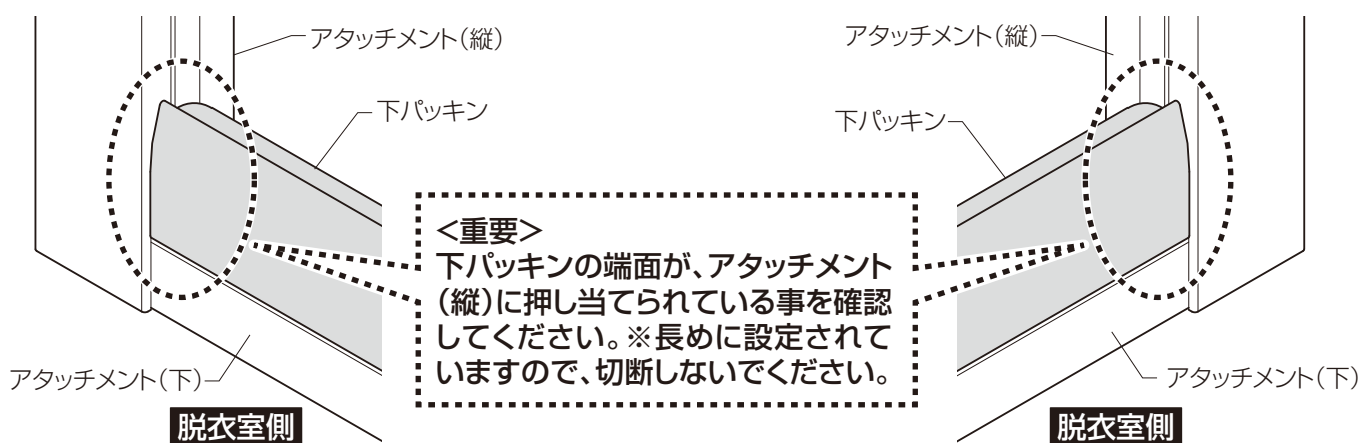 アタッチメント(縦)
アタッチメント(縦)
下パッキン
下パッキン
<重要>
下パッキンの端面が、アタッチメント
(縦)に押し当てられている事を確認
してください。※長めに設定されて
いますので、切断しないでください。
アタッチメント(下)
アタッチメント(下)
脱衣室側
脱衣室側